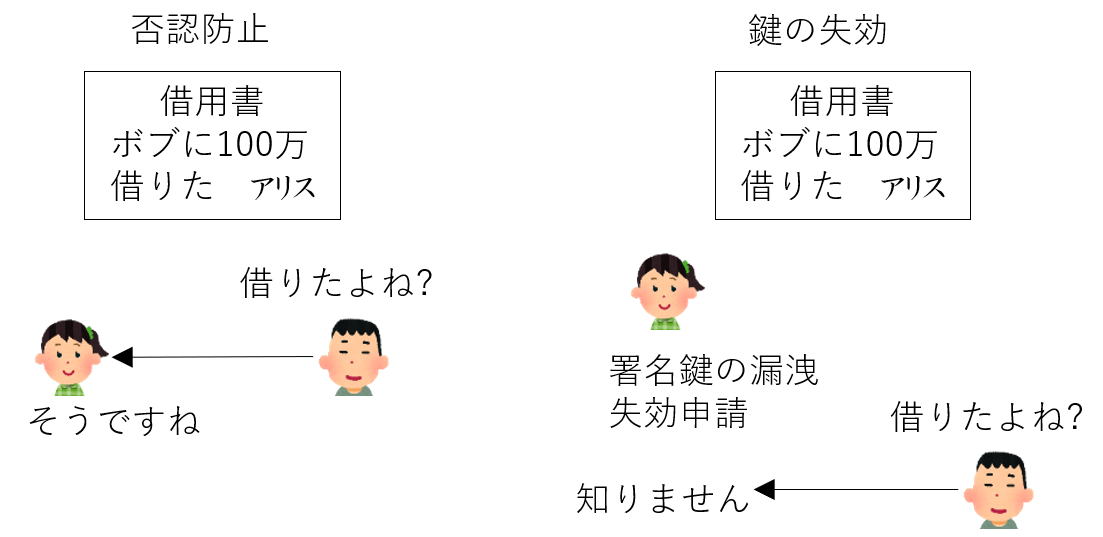 否認防止
借用書
ボブに100万
借りた　アリス
借りたよね?
そうですね
鍵の失効
借用書
ボブに100万
借りた　アリス
署名鍵の漏洩
失効申請
借りたよね?
知りません